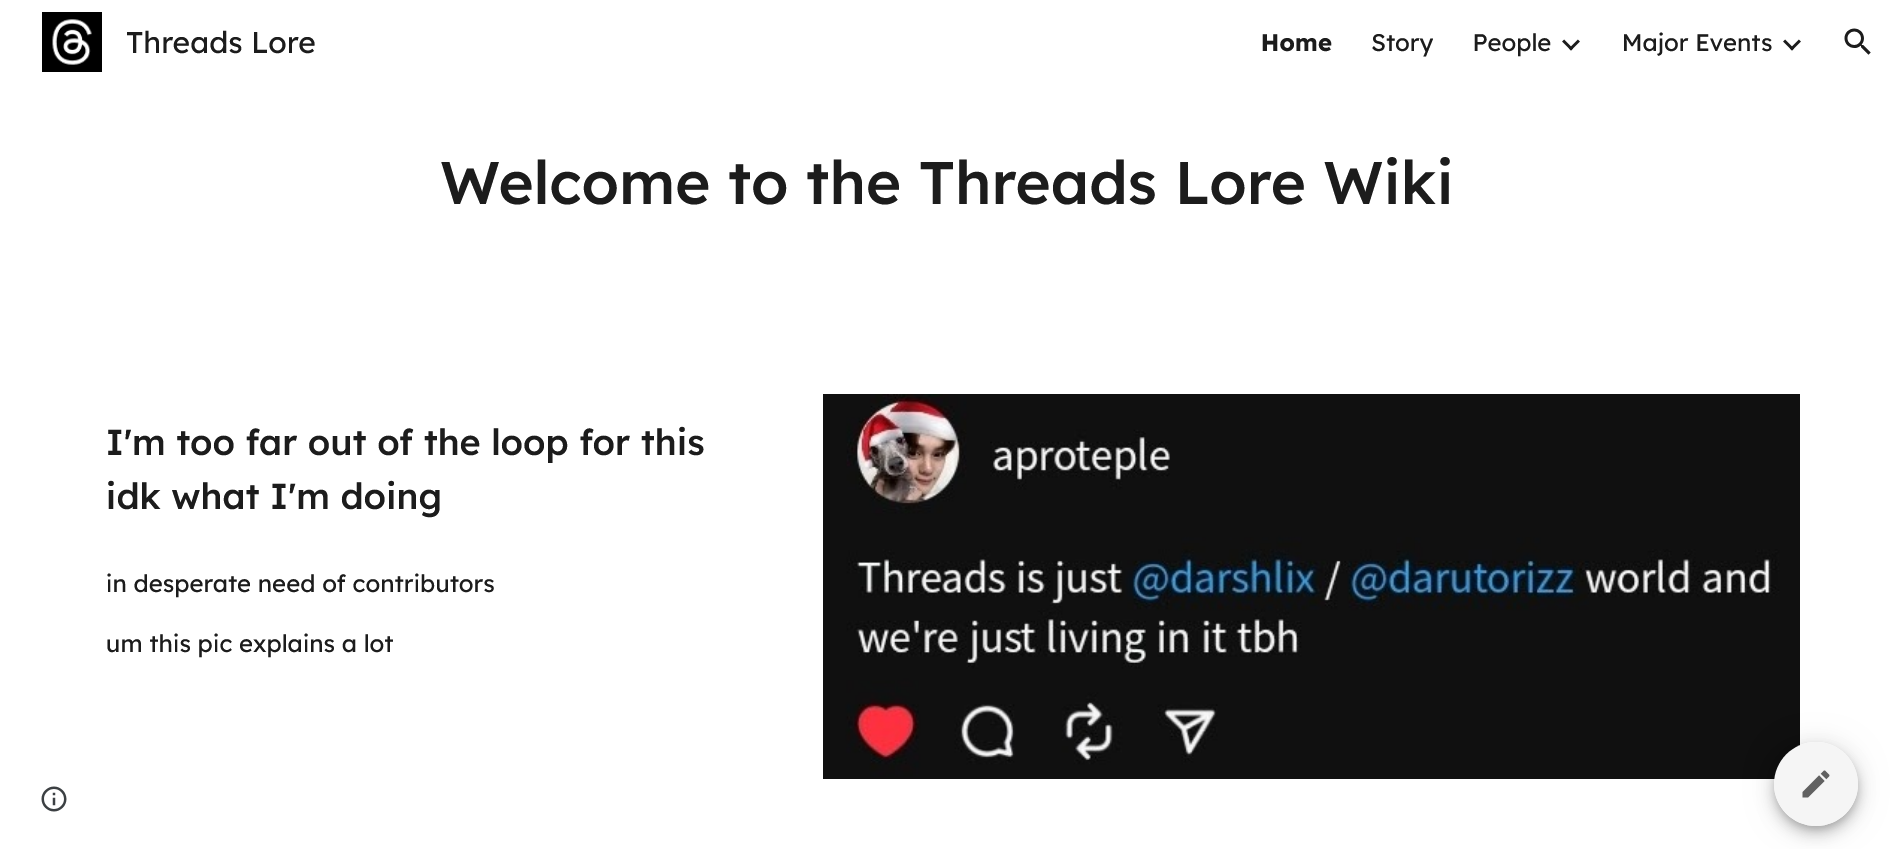 Threads Lore
Home
Story
People
Major Events
Welcome to the Threads Lore Wiki
I'm too far out of the loop for this
idk what I'm doing
in desperate need of contributors
um this pic explains a lot
aproteple
Threads is just @darshlix / @darutorizz world and
we're just living in it tbh